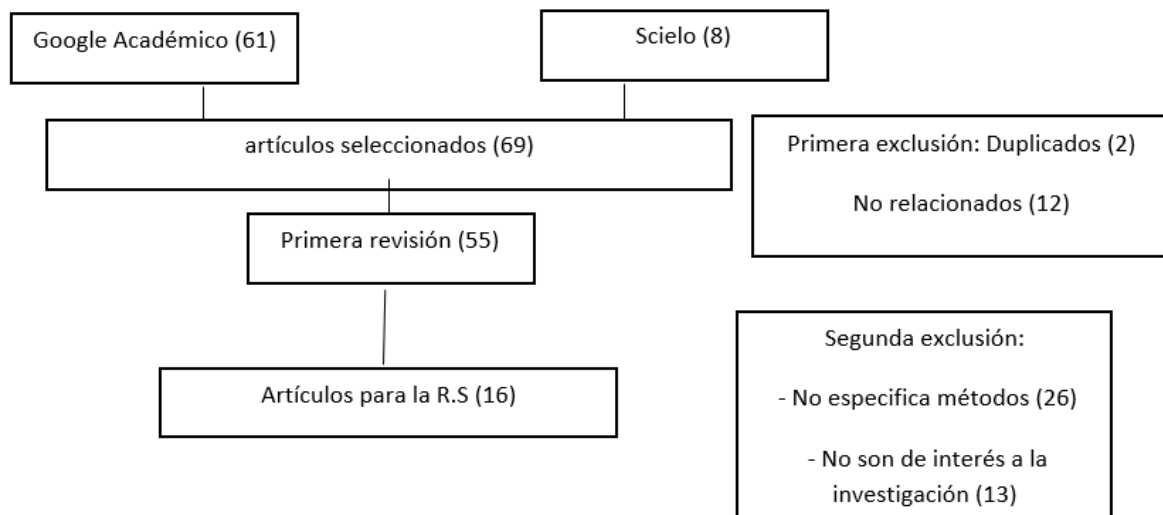 Google Académico (61)
Scielo (8)
artículos seleccionados (69)
Primera exclusión: Duplicados (2)
No relacionados (12)
Primera revisión (55)
Segunda exclusión:
- No especifica métodos (26)
- No son de interés a la
investigación (13)
Artículos para la R.S (16)